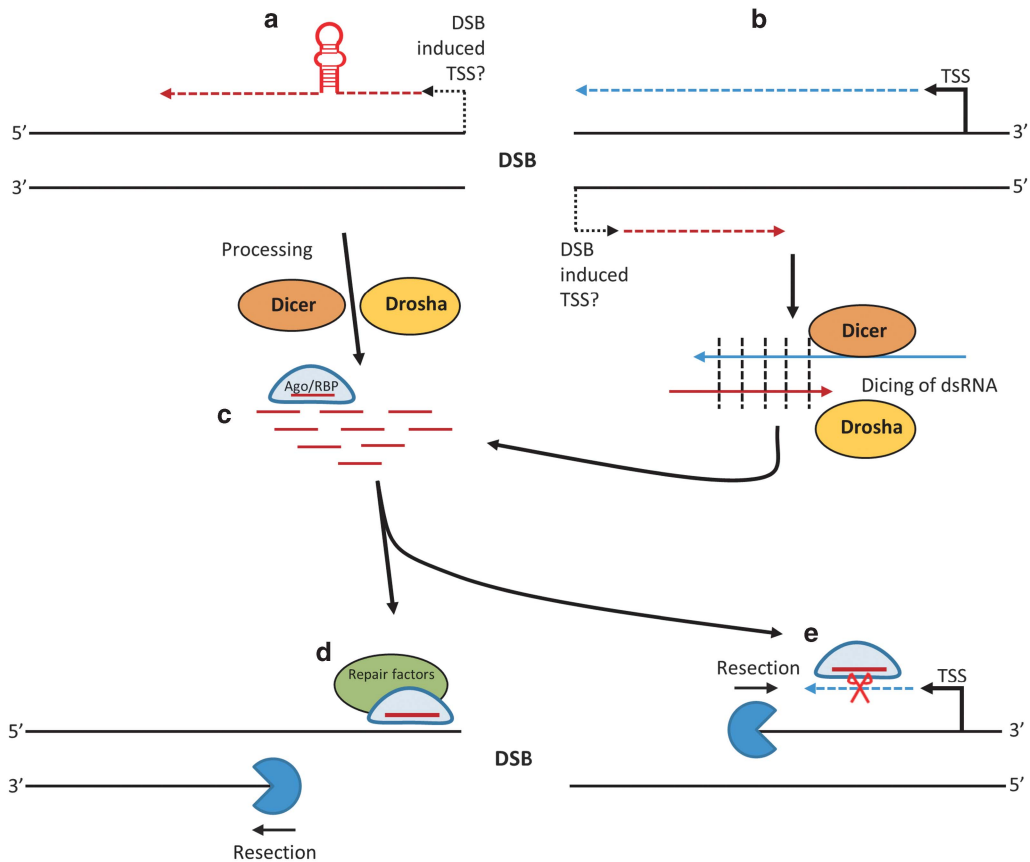 a
DSB
induced
TSS?
b
TSS
5’
3’
DSB
3’
5’
Processing
DSB
induced
TSS?
Dicer
Drosha
Dicer
Ago/RBP
Dicing of dsRNA
c
Drosha
d
e
Repair factors
Resection
TSS
5’
3’
DSB
3’
5’
Resection